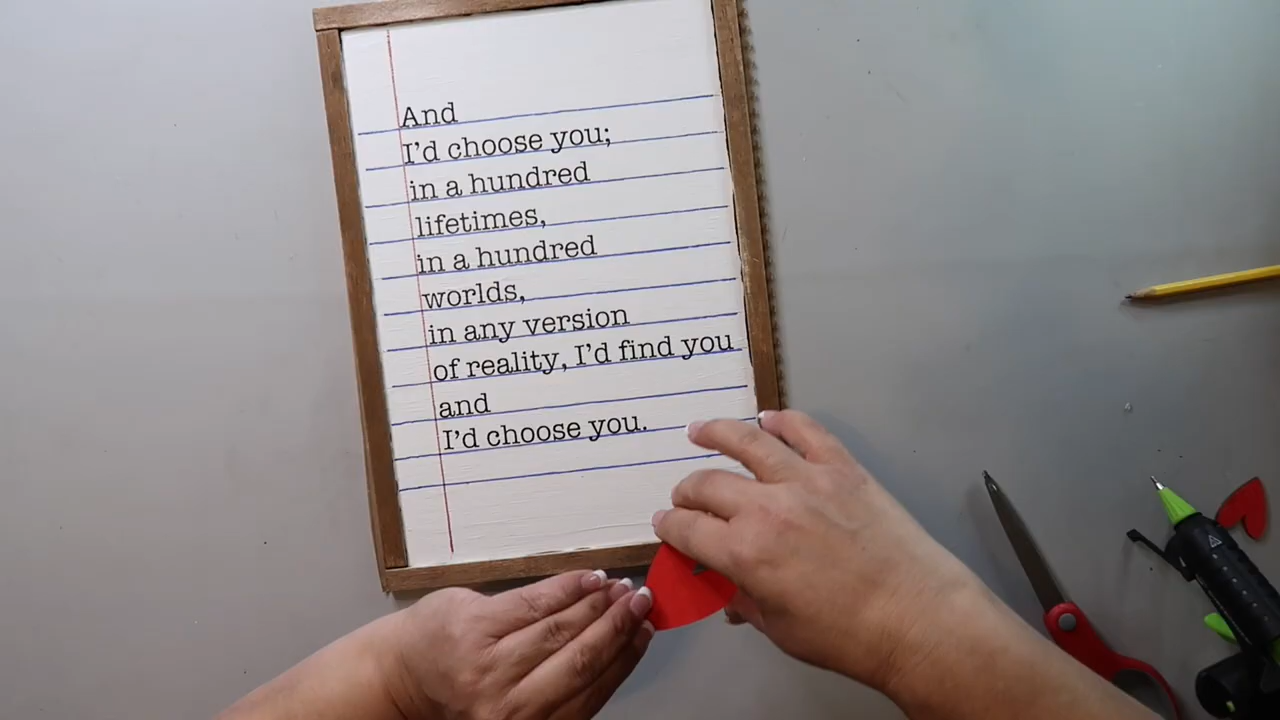 And
I'd choose you;
in a hundred
lifetimes,
in a hundred
worlds,
in any version
of reality, I'd find you
and
I'd choose you.